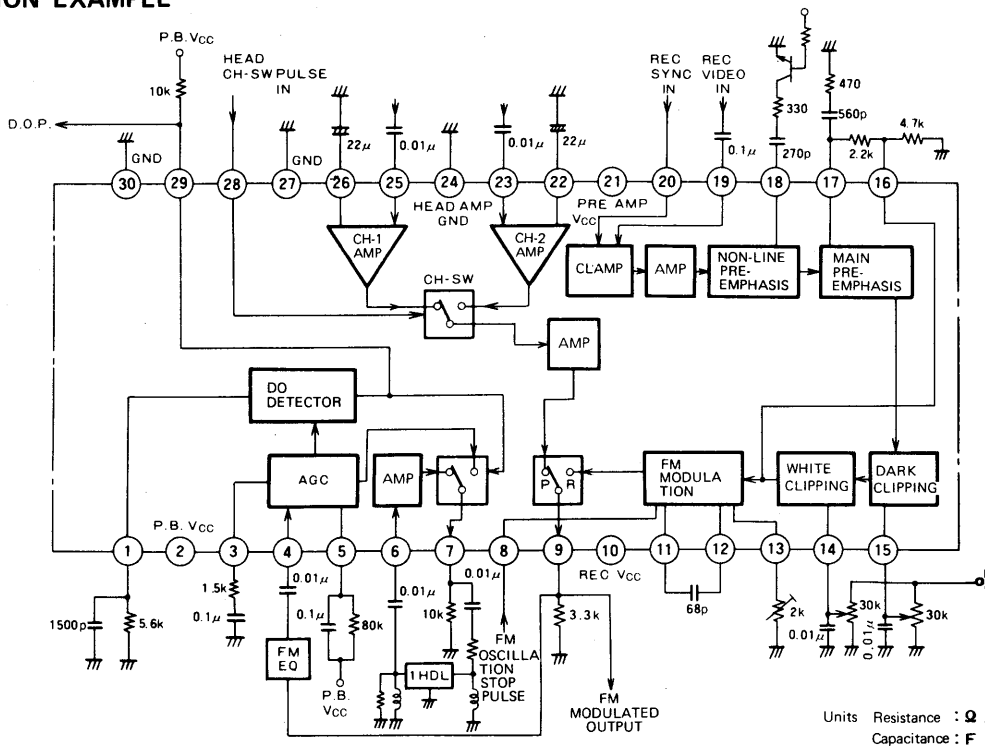 ON EXAMPLE
P.B. VCC
10k
D.O.P.
HEAD
CH-SW PULSE
IN
GND
GND
22μ
0.01μ
0.01μ
22μ
REC
SYNC
IN
REC
VIDEO
IN
0.1μ
330
270p
470
560p
2.2k
4.7k
30
29
28
27
26
25
24
23
22
21
20
19
18
17
16
HEAD AMP
GND
PRE AMP
VCC
CH-1
AMP
CH-2
AMP
CH-SW
CLAMP
AMP
NON-LINE
PRE-
EMPHASIS
MAIN
PRE-
EMPHASIS
AMP
DO
DETECTOR
AGC
AMP
P R
FM
MODULA
TION
WHITE
CLIPPING
DARK
CLIPPING
P.B. VCC
REC VCC
1
2
3
4
5
6
7
8
9
10
11
12
13
14
15
1500p
5.6k
1.5k
0.1μ
0.01μ
FM
EQ
0.1μ
80k
P.B.
VCC
0.01μ
10k
1HDL
0.01μ
FM
OSCILLA
TION
STOP
PULSE
3.3k
FM
MODULATED
OUTPUT
68p
2k
0.01μ
30k
0.01μ
30k
Units Resistance : Ω
Capacitance : F